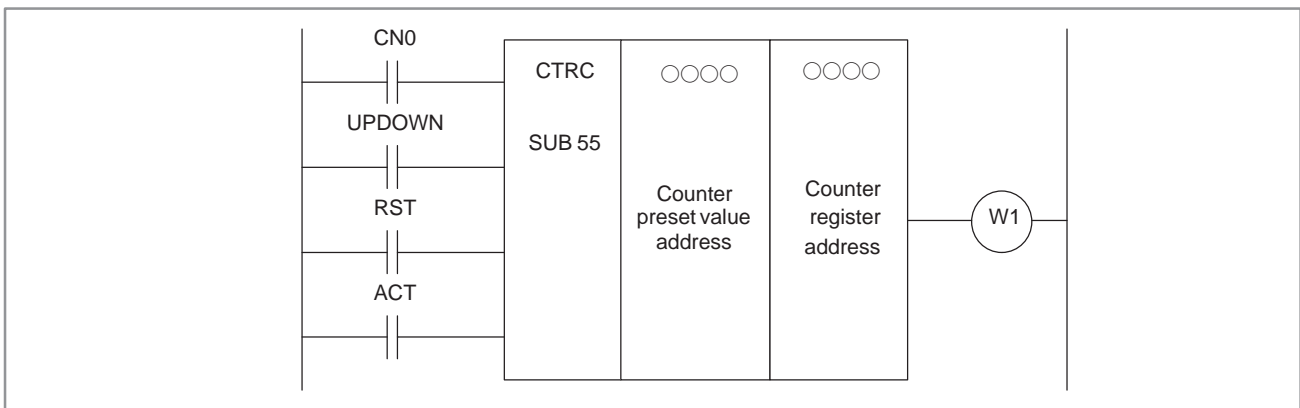 CN0
UPDOWN
RST
ACT
CTRC
SUB 55
○○○○
Counter
preset value
address
○○○○
Counter
register
address
W1